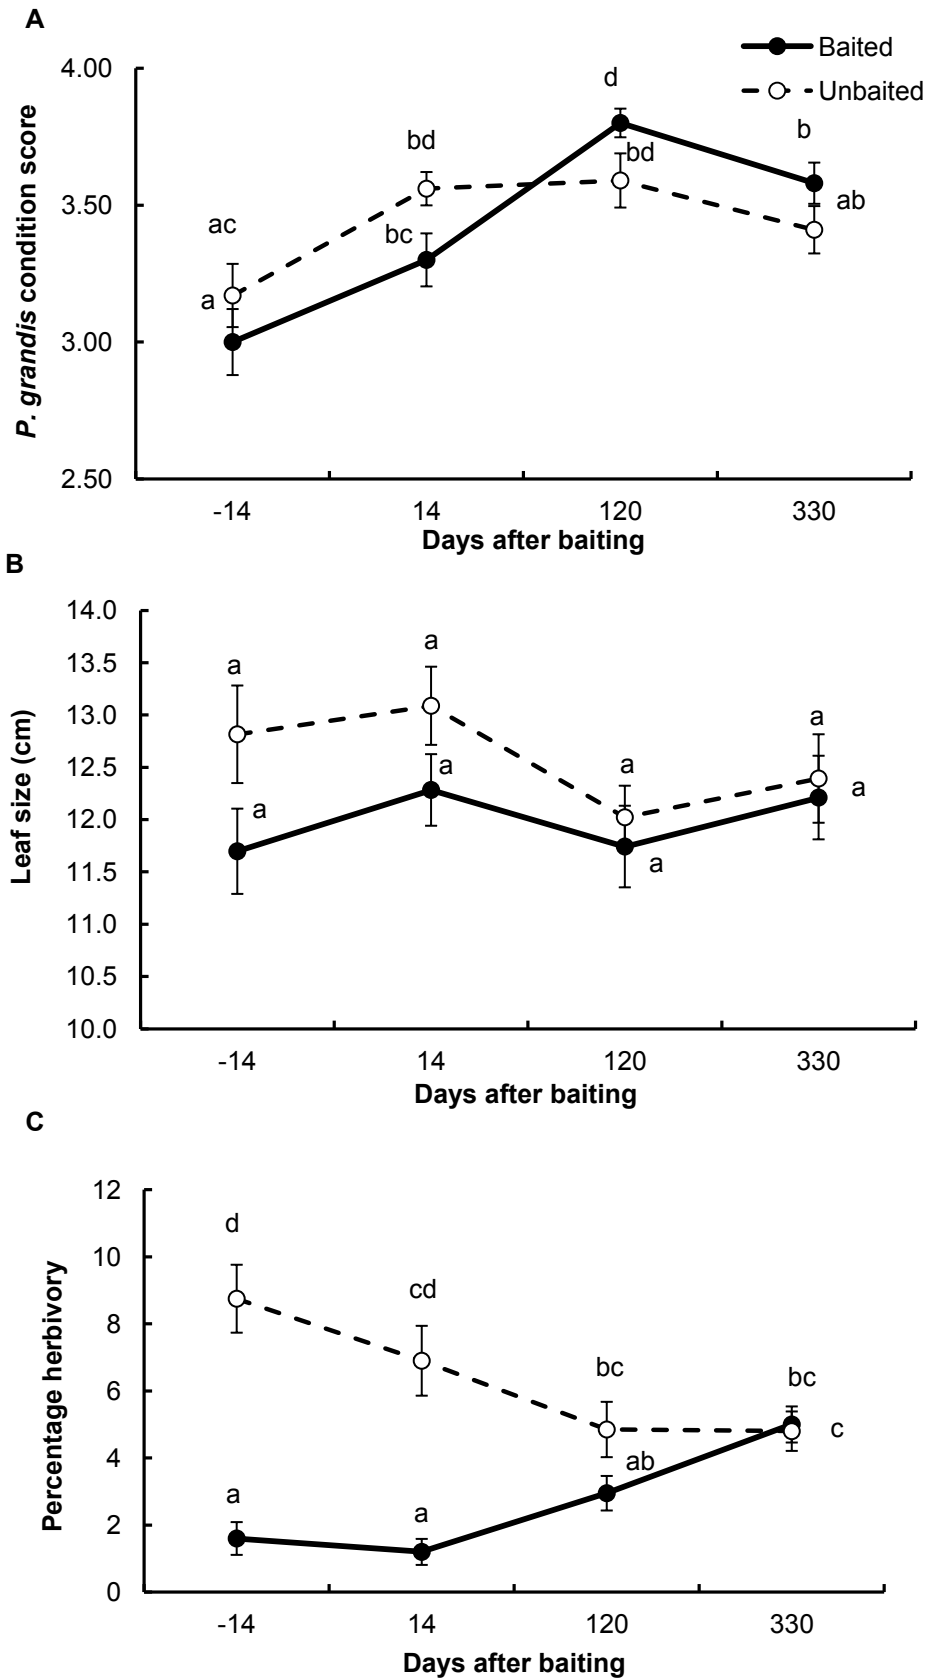 A
Baited
Unbaited
4.00
3.50
3.00
2.50
P. grandis condition score
ac
a
bd
bc
d
bd
b
ab
-14 14 120 330
Days after baiting
B
14.0
13.5
13.0
12.5
12.0
11.5
11.0
10.5
10.0
Leaf size (cm)
a
a
a
a
a
a
a
a
-14 14 120 330
Days after baiting
C
12
10
8
6
4
2
0
Percentage herbivory
d
a
cd
a
bc
ab
bc
c
-14 14 120 330
Days after baiting